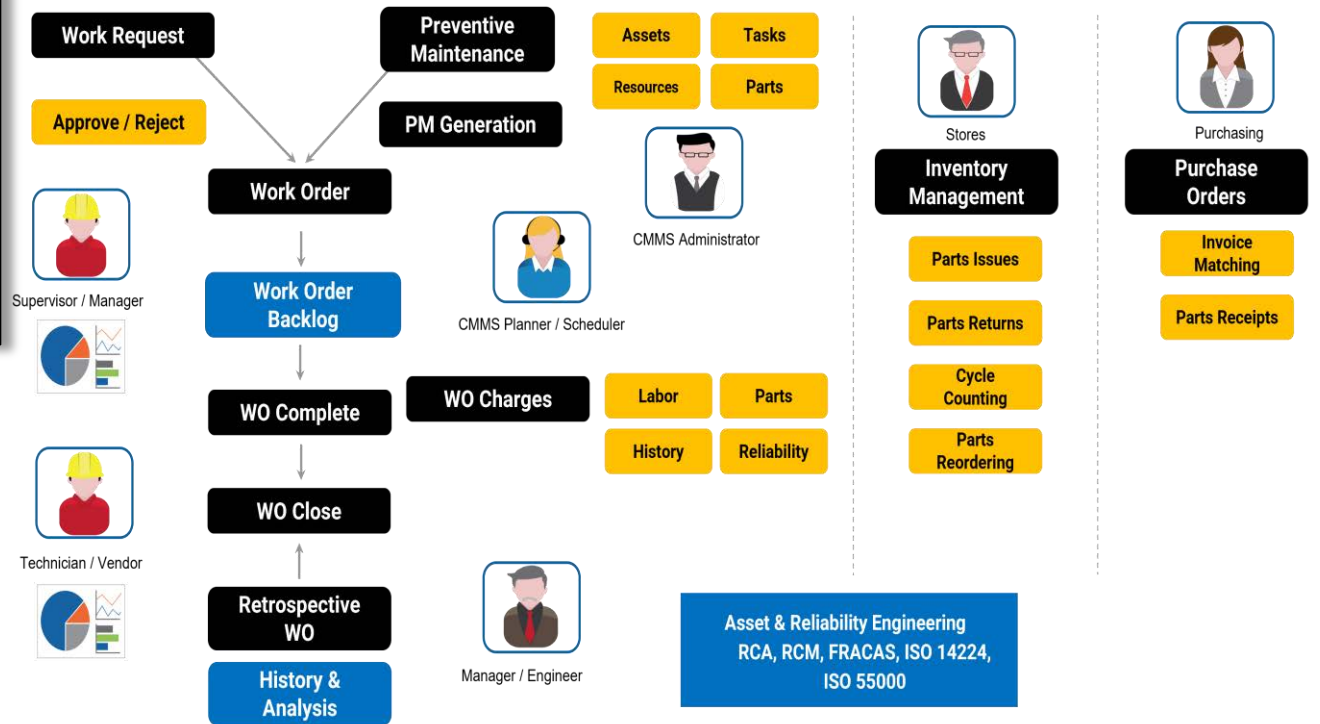 Work Request
Preventive
Maintenance
Assets
Tasks
Resources
Parts
Approve / Reject
PM Generation
Work Order
CMMS Administrator
Supervisor / Manager
Work Order
Backlog
CMMS Planner / Scheduler
WO Complete
WO Charges
Labor
Parts
History
Reliability
WO Close
Technician / Vendor
Retrospective
WO
Manager / Engineer
History &
Analysis
Stores
Inventory
Management
Parts Issues
Parts Returns
Cycle
Counting
Parts
Reordering
Purchasing
Purchase
Orders
Invoice
Matching
Parts Receipts
Asset & Reliability Engineering
RCA, RCM, FRACAS, ISO 14224,
ISO 55000